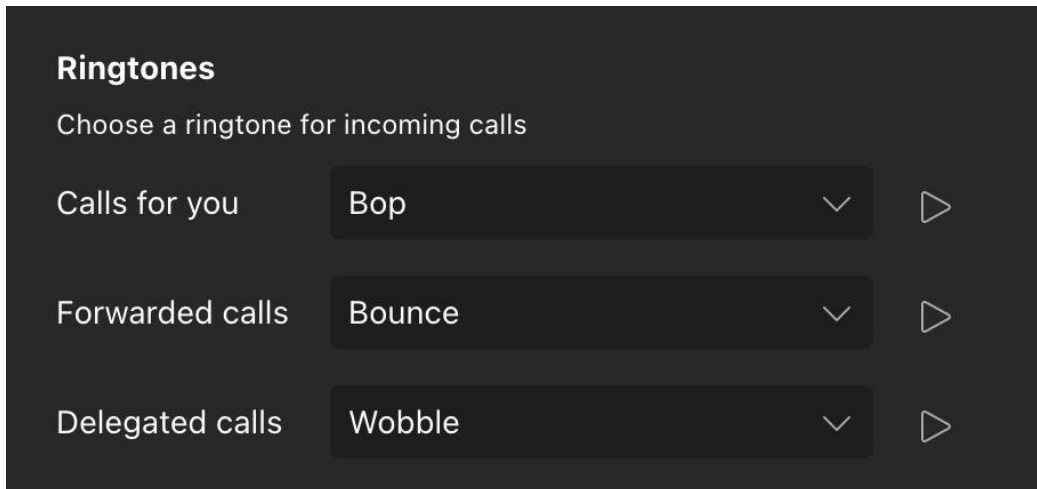 Ringtones
Choose a ringtone for incoming calls
Calls for you Bop
Forwarded calls Bounce
Delegated calls Wobble